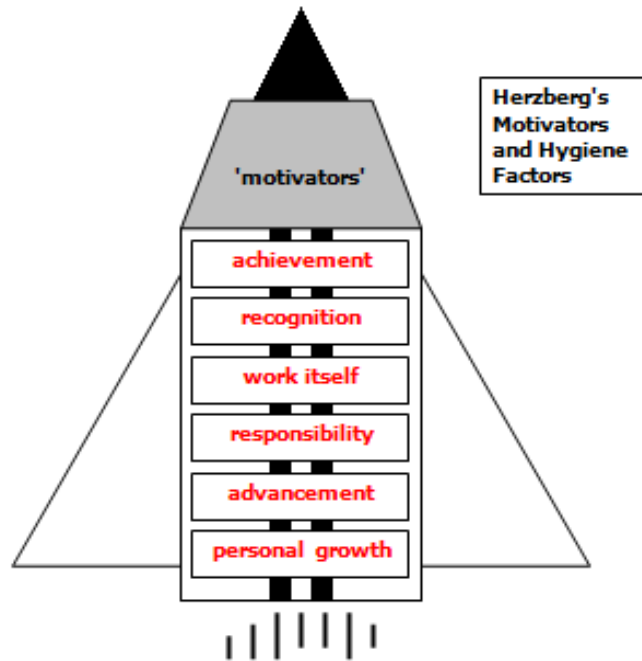 Herzberg's
Motivators
and Hygiene
Factors
'motivators'
achievement
recognition
work itself
responsibility
advancement
personal growth